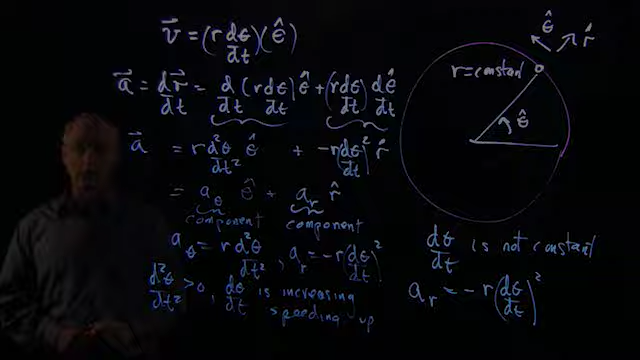 v⃗ = (r dθ/dt)(θ̂)
a⃗ = dr⃗/dt = d/dt (r dθ/dt) θ̂ + (r dθ/dt) dθ̂/dt
a⃗ = r d²θ/dt² θ̂ + -r(dθ/dt)² r̂
= a_θ θ̂ + a_r r̂
component component
a_θ = r d²θ/dt², a_r = -r(dθ/dt)²
d²θ/dt² > 0, dθ/dt is increasing
speeding up
θ̂ r̂
r = constant
θ̂
dθ/dt is not constant
a_r = -r(dθ/dt)²